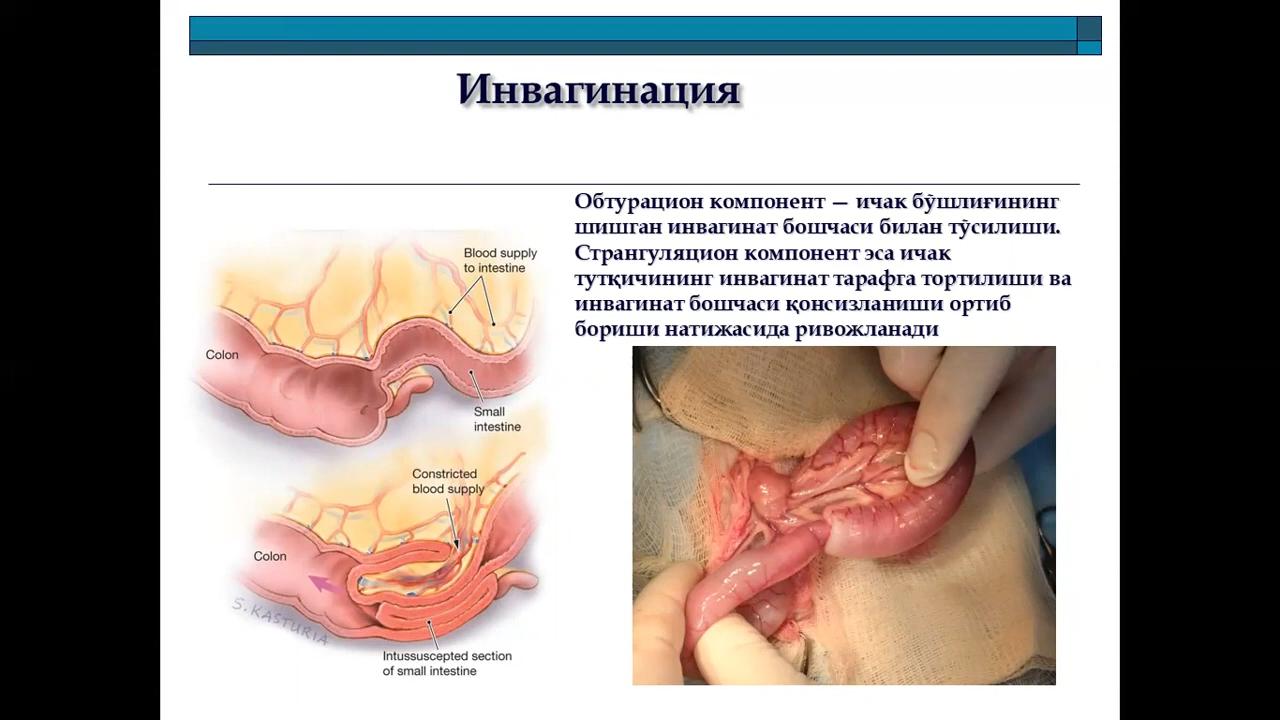 Инвагинация
Обтурацион компонент — ичак бўшлиғининг
шишган инвагинат бошчаси билан тўсилиши.
Странгуляцион компонент эса ичак
тутқичининг инвагинат тарафга тортилиши ва
инвагинат бошчаси қонсизланиши ортиб
бориши натижасида ривожланади
Blood supply
to intestine
Colon
Small
intestine
Constricted
blood supply
Colon
S. KASTURIA
Intussuscepted section
of small intestine